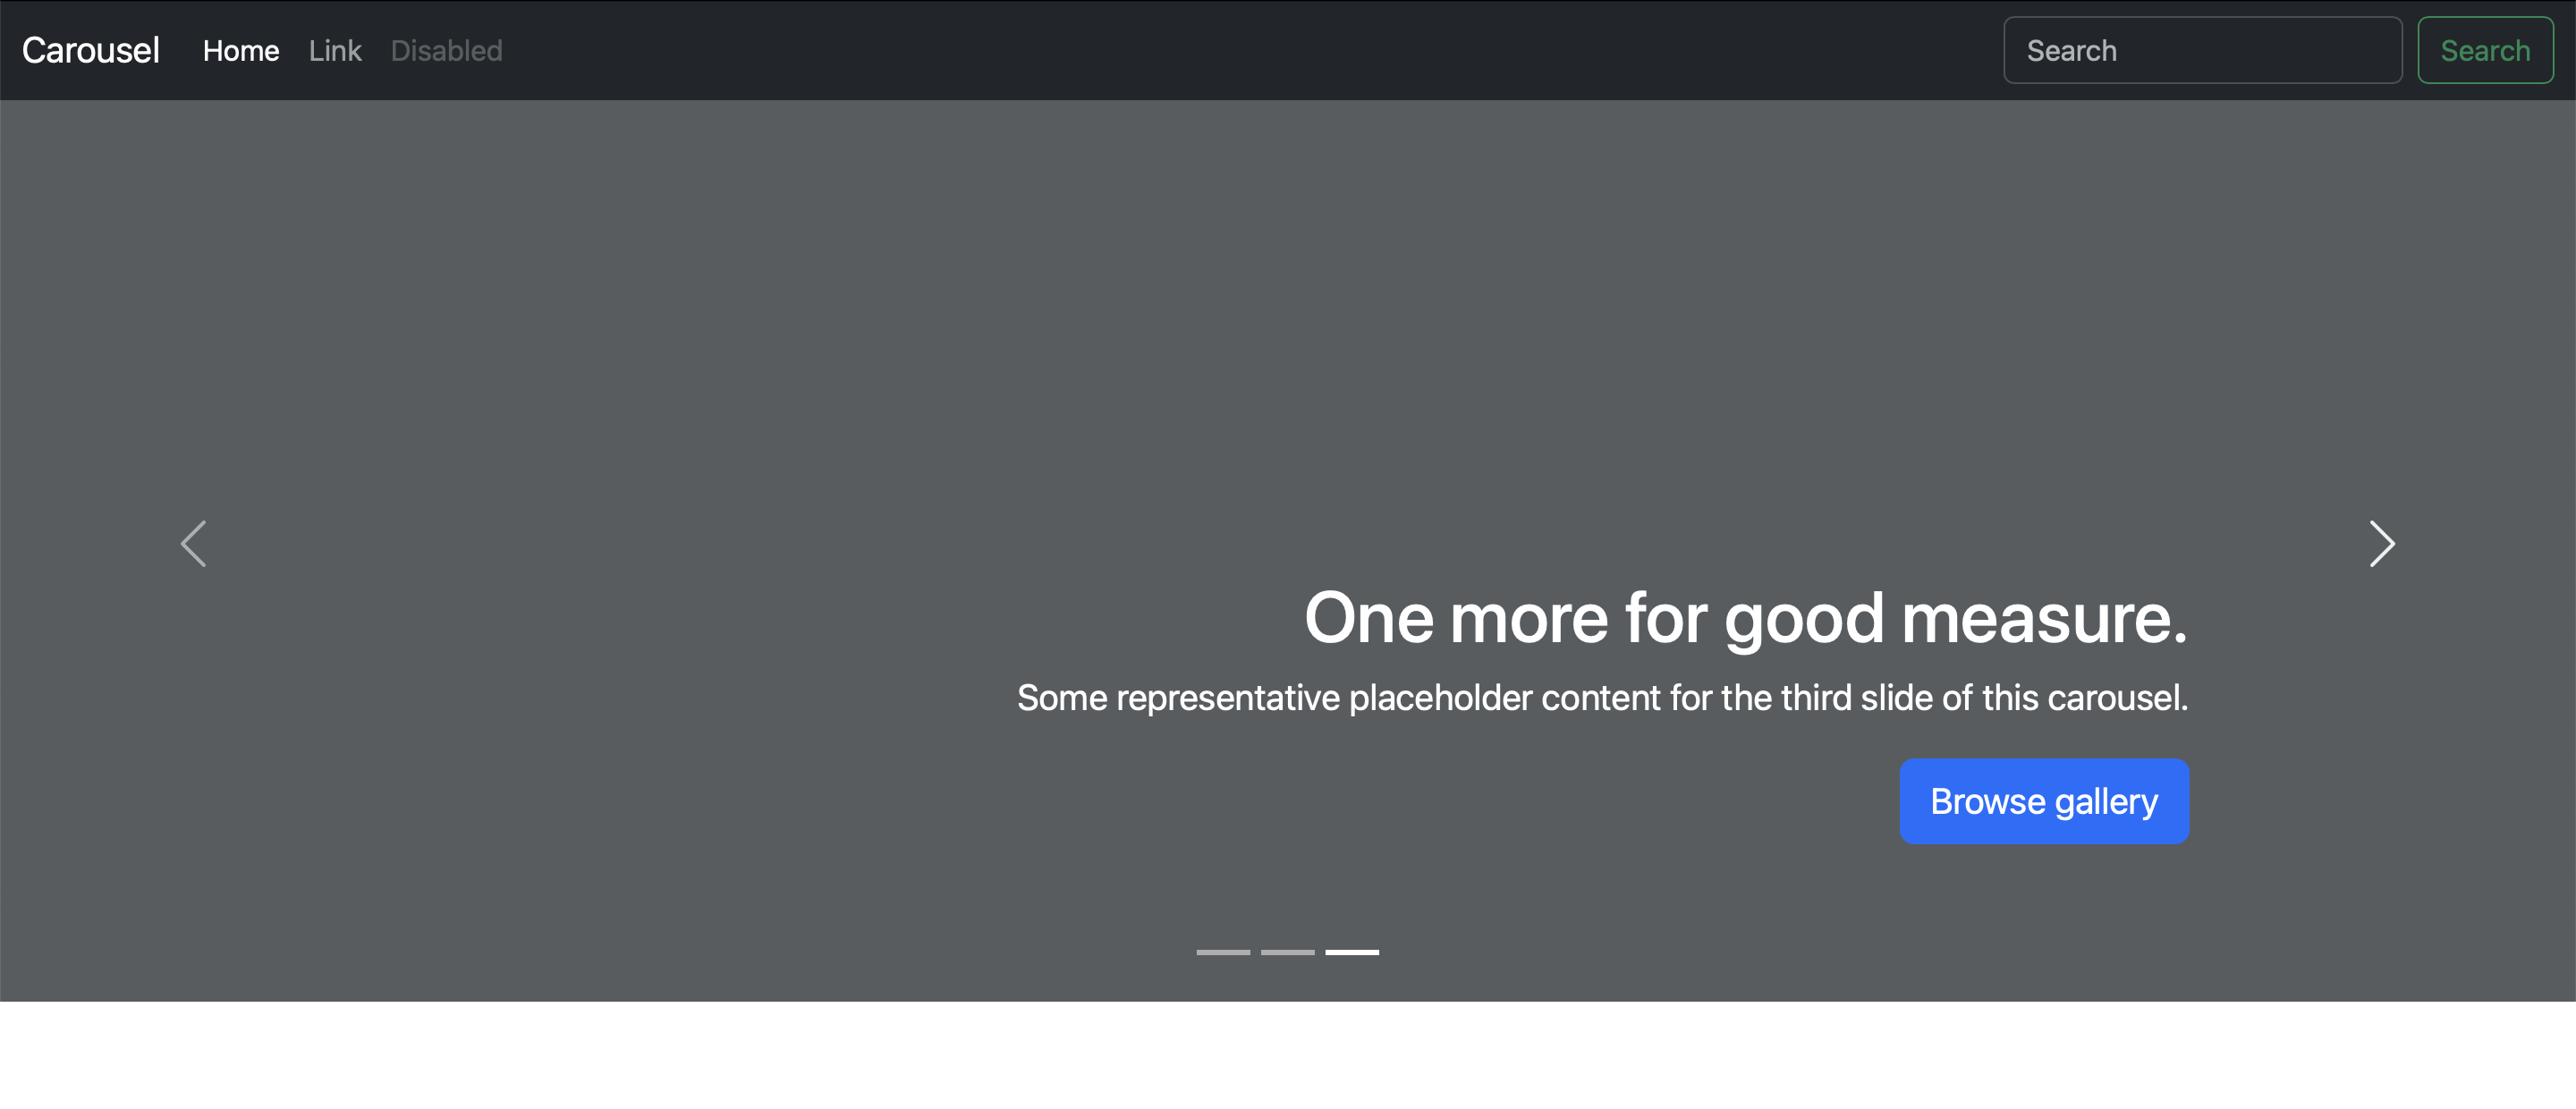 Carousel Home Link Disabled Search Search
One more for good measure.
Some representative placeholder content for the third slide of this carousel.
Browse gallery